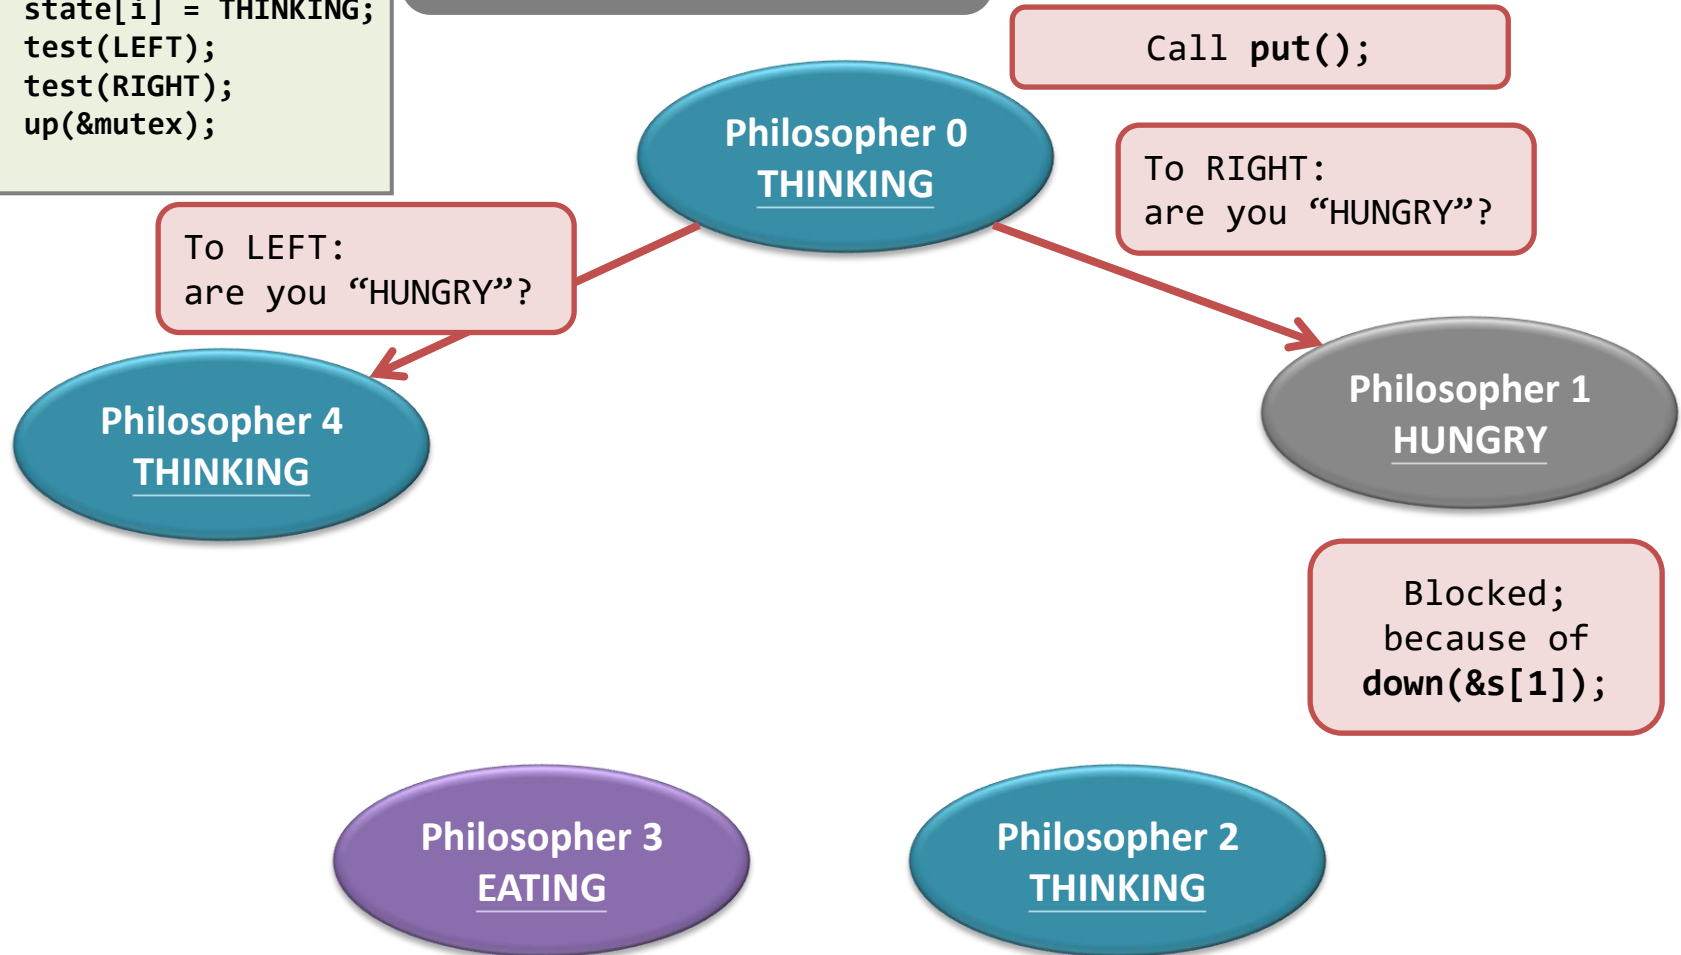 state[i] = THINKING;
test(LEFT);
test(RIGHT);
up(&mutex);
Call put();
Philosopher 0
THINKING
To RIGHT:
are you “HUNGRY”?
To LEFT:
are you “HUNGRY”?
Philosopher 1
HUNGRY
Philosopher 4
THINKING
Blocked;
because of
down(&s[1]);
Philosopher 3
EATING
Philosopher 2
THINKING